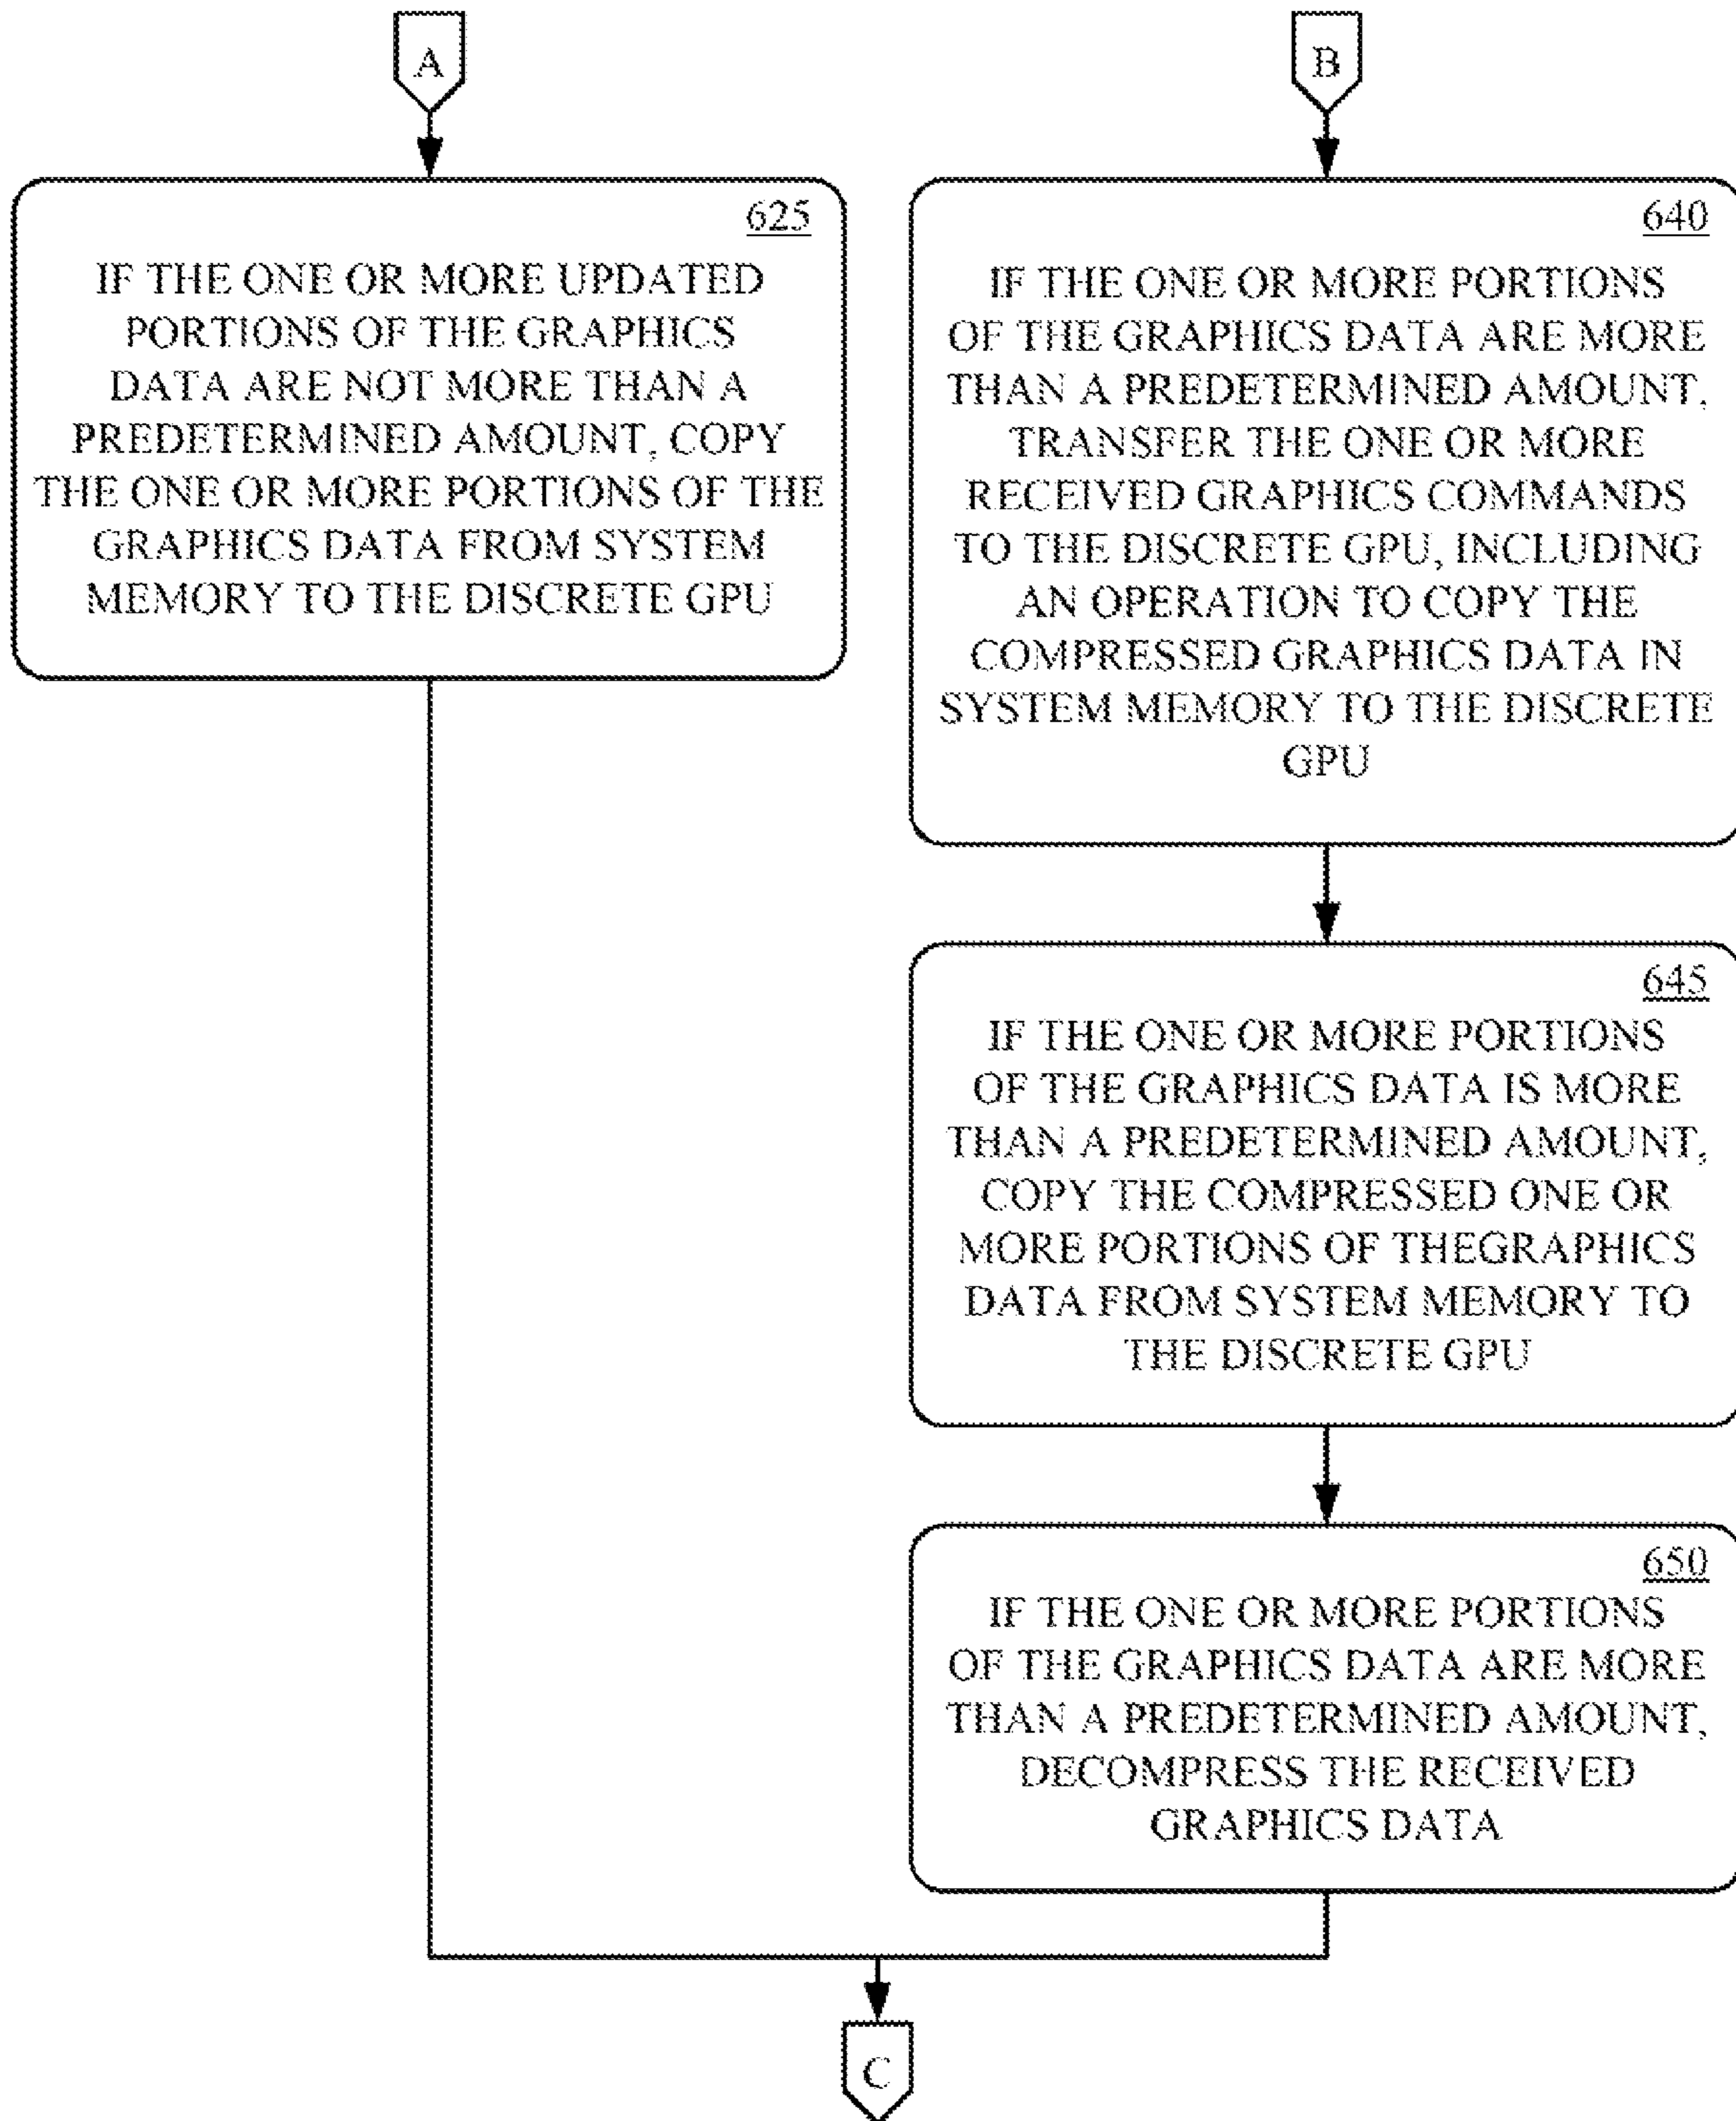 A
625
IF THE ONE OR MORE UPDATED
PORTIONS OF THE GRAPHICS
DATA ARE NOT MORE THAN A
PREDETERMINED AMOUNT, COPY
THE ONE OR MORE PORTIONS OF THE
GRAPHICS DATA FROM SYSTEM
MEMORY TO THE DISCRETE GPU
B
640
IF THE ONE OR MORE PORTIONS
OF THE GRAPHICS DATA ARE MORE
THAN A PREDETERMINED AMOUNT,
TRANSFER THE ONE OR MORE
RECEIVED GRAPHICS COMMANDS
TO THE DISCRETE GPU, INCLUDING
AN OPERATION TO COPY THE
COMPRESSED GRAPHICS DATA IN
SYSTEM MEMORY TO THE DISCRETE
GPU
645
IF THE ONE OR MORE PORTIONS
OF THE GRAPHICS DATA IS MORE
THAN A PREDETERMINED AMOUNT,
COPY THE COMPRESSED ONE OR
MORE PORTIONS OF THEGRAPHICS
DATA FROM SYSTEM MEMORY TO
THE DISCRETE GPU
650
IF THE ONE OR MORE PORTIONS
OF THE GRAPHICS DATA ARE MORE
THAN A PREDETERMINED AMOUNT,
DECOMPRESS THE RECEIVED
GRAPHICS DATA
C